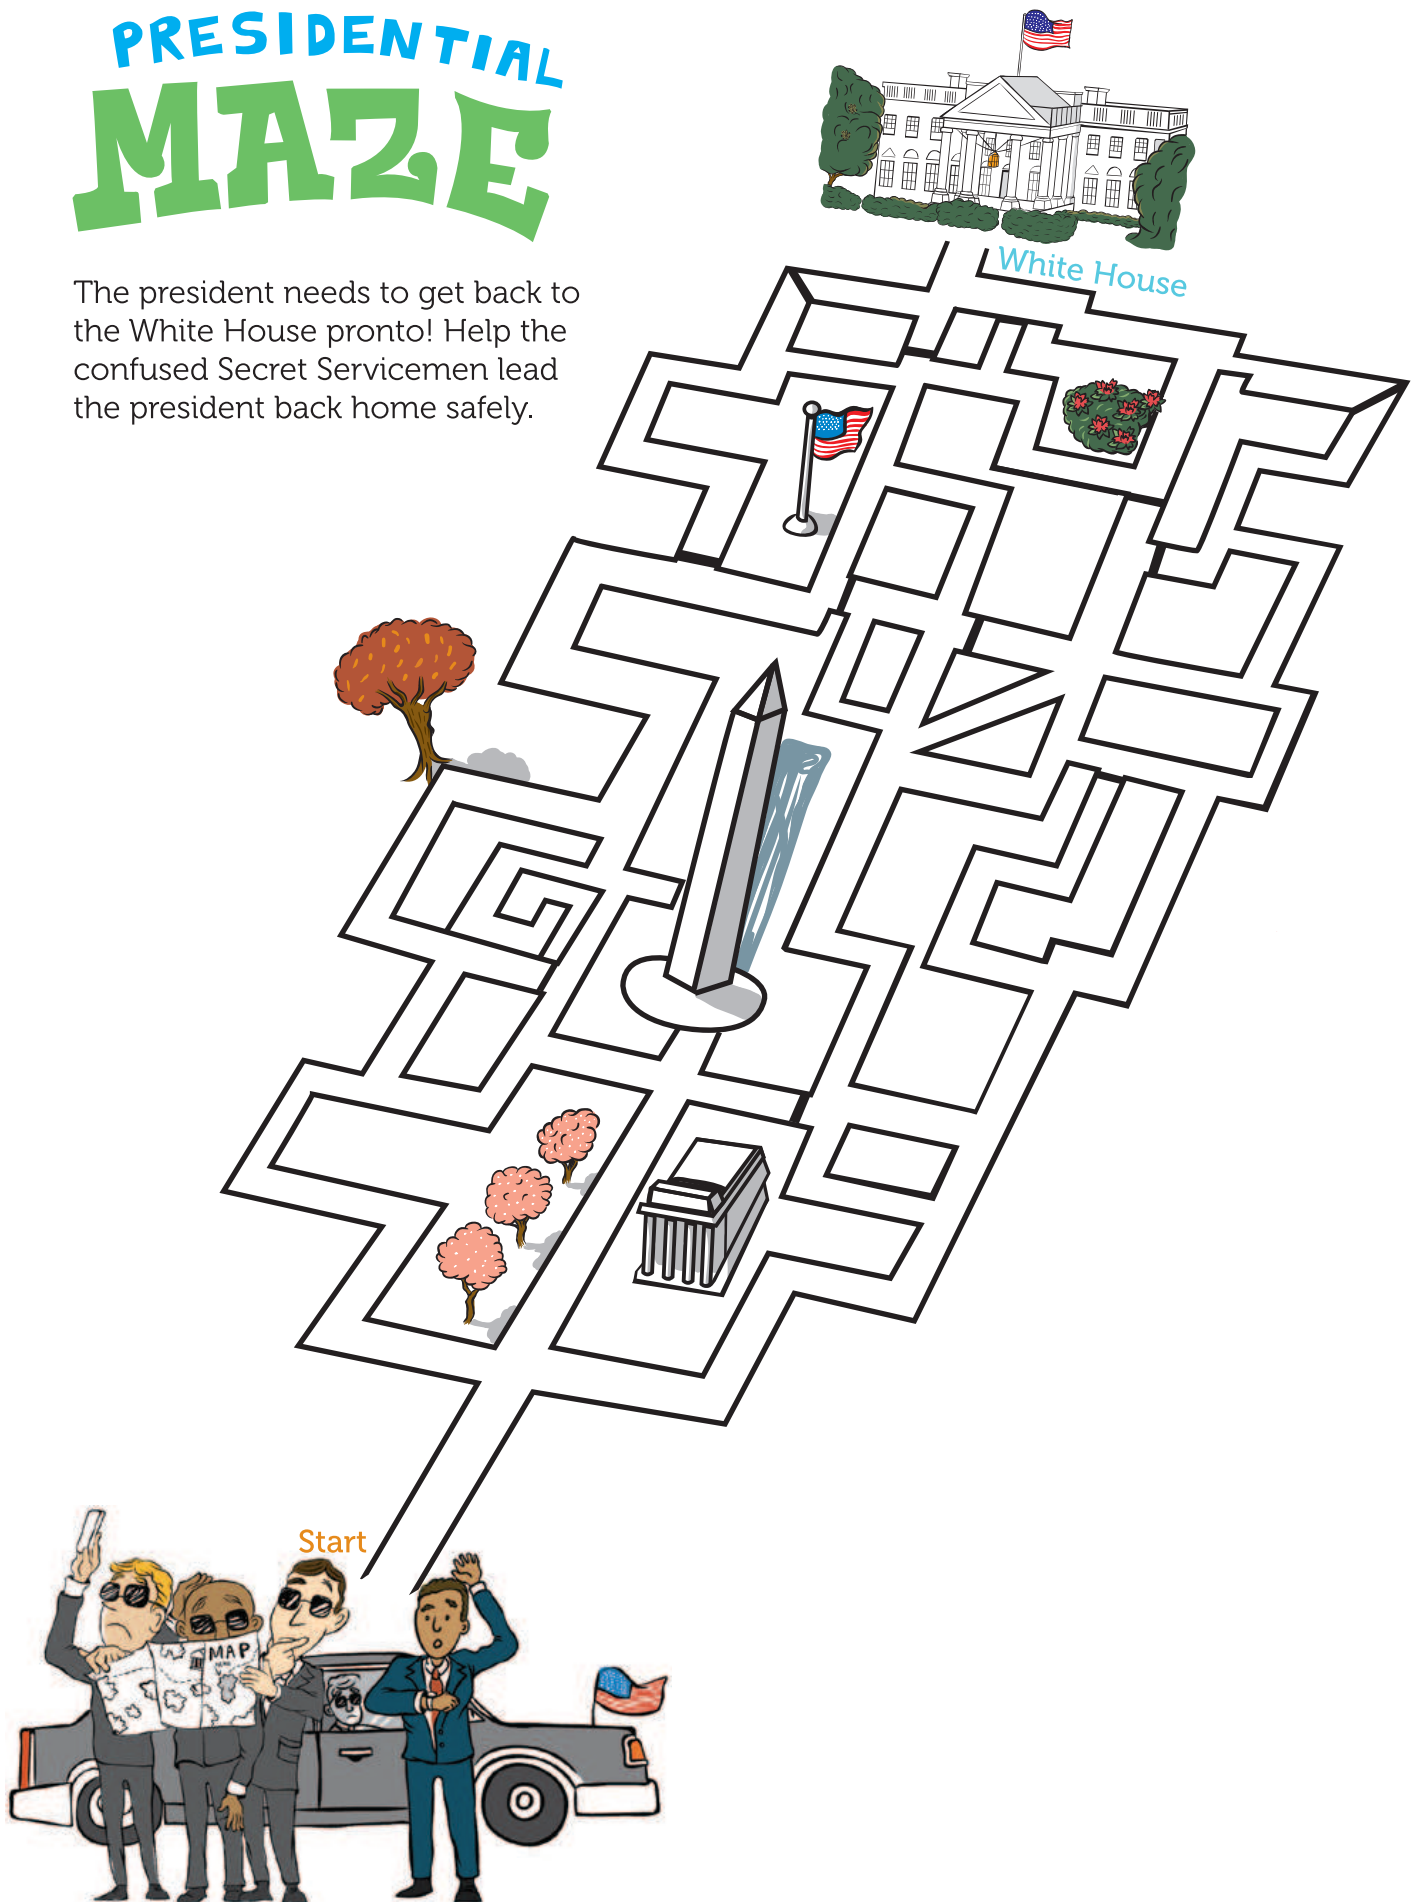 PRESIDENTIAL
MAZE
The president needs to get back to
the White House pronto! Help the
confused Secret Servicemen lead
the president back home safely.
White House
Start
MAP